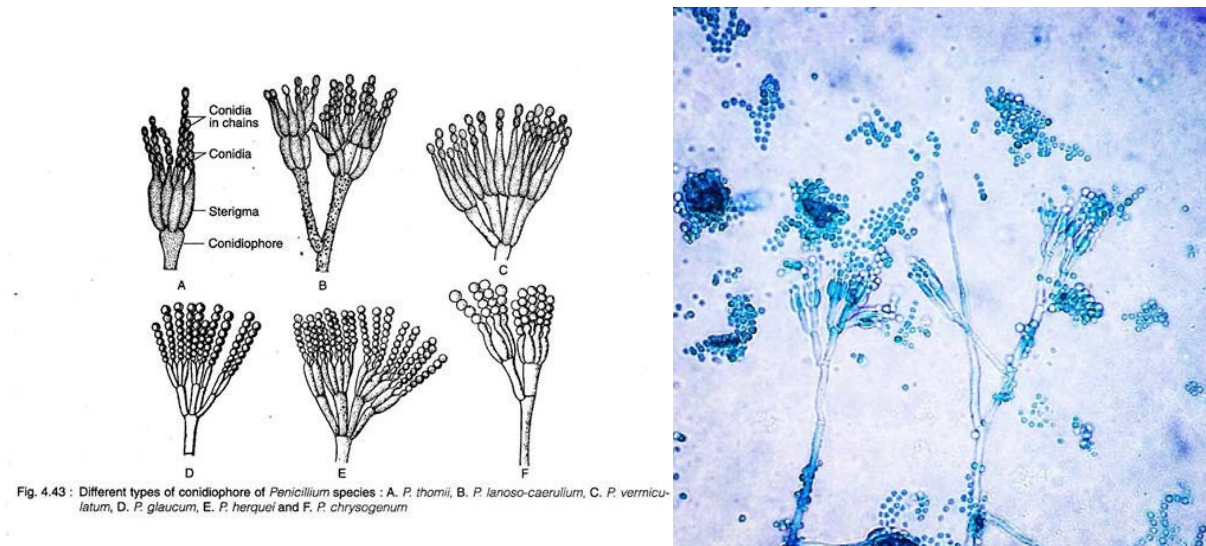 Conidia
in chains
Conidia
Sterigma
Conidiophore
A
B
C
D
E
F
Fig. 4.43 : Different types of conidiophore of Penicillium species : A. P. thomii, B. P. lanoso-caerulium, C. P. vermicu-
latum, D. P. glaucum, E. P. herquei and F. P. chrysogenum